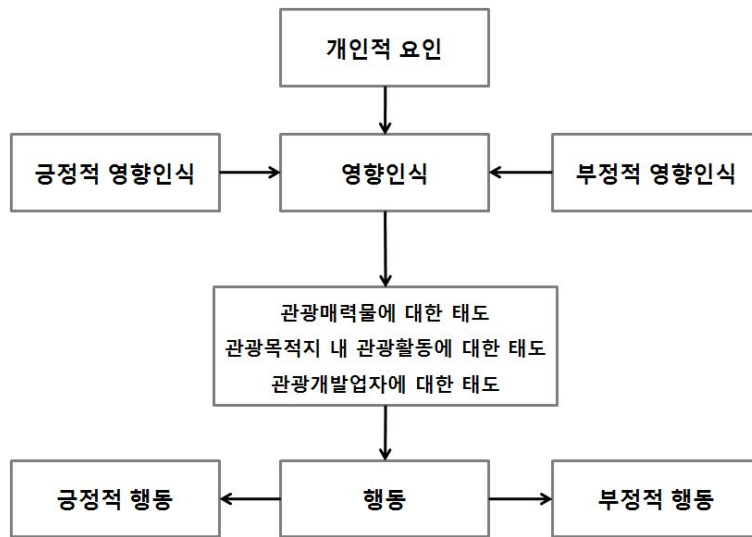 개인적 요인
긍정적 영향인식
영향인식
부정적 영향인식
관광매력물에 대한 태도
관광목적지 내 관광활동에 대한 태도
관광개발업자에 대한 태도
긍정적 행동
행동
부정적 행동